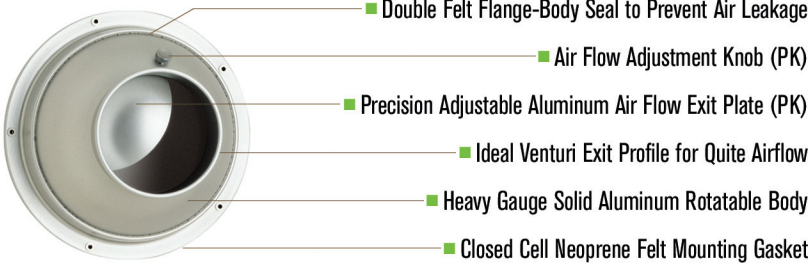 Double Felt Flange-Body Seal to Prevent Air Leakage
Air Flow Adjustment Knob (PK)
Precision Adjustable Aluminum Air Flow Exit Plate (PK)
Ideal Venturi Exit Profile for Quite Airflow
Heavy Gauge Solid Aluminum Rotatable Body
Closed Cell Neoprene Felt Mounting Gasket